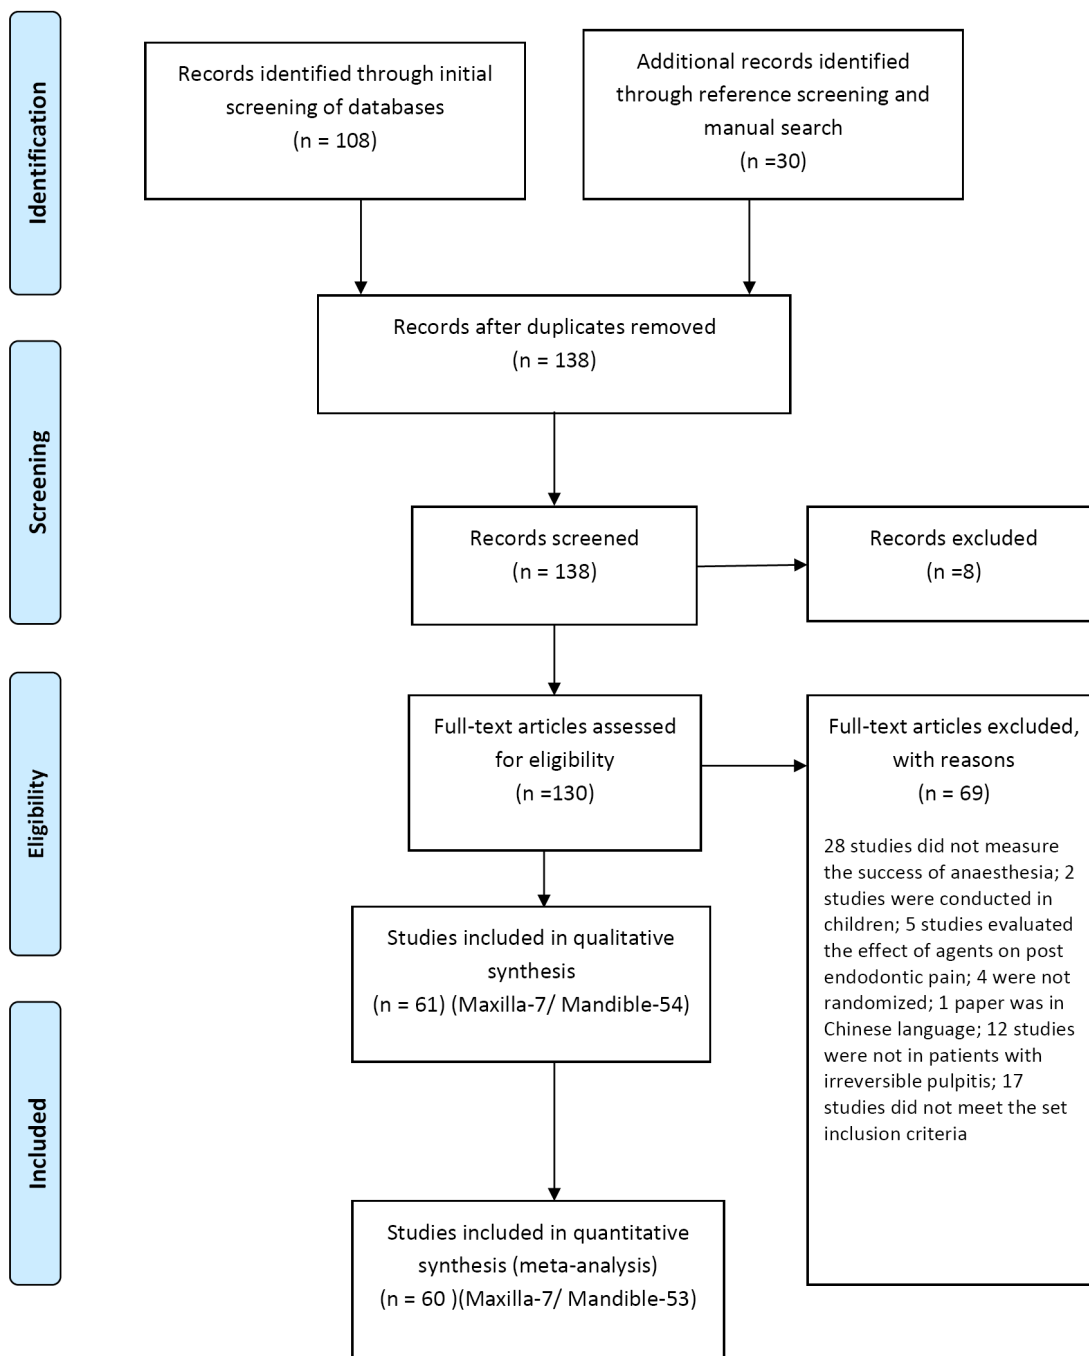 Identification
Records identified through initial
screening of databases
(n = 108)
Additional records identified
through reference screening and
manual search
(n =30)
Records after duplicates removed
(n = 138)
Screening
Records screened
(n = 138)
Records excluded
(n =8)
Eligibility
Full-text articles assessed
for eligibility
(n =130)
Full-text articles excluded,
with reasons
(n = 69)
28 studies did not measure
the success of anaesthesia; 2
studies were conducted in
children; 5 studies evaluated
the effect of agents on post
endodontic pain; 4 were not
randomized; 1 paper was in
Chinese language; 12 studies
were not in patients with
irreversible pulpitis; 17
studies did not meet the set
inclusion criteria
Studies included in qualitative
synthesis
(n = 61) (Maxilla-7/ Mandible-54)
Included
Studies included in quantitative
synthesis (meta-analysis)
(n = 60 )(Maxilla-7/ Mandible-53)